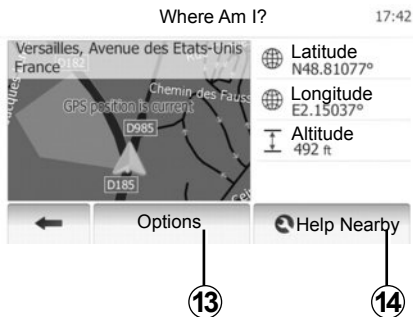 Where Am I?
17:42
Versailles, Avenue des Etats-Unis
France
D182
Chemin des Fauss
GPS position is current
D985
D185
Latitude
N48.81077°
Longitude
E2.15037°
Altitude
492 ft
Options
Help Nearby
13
14